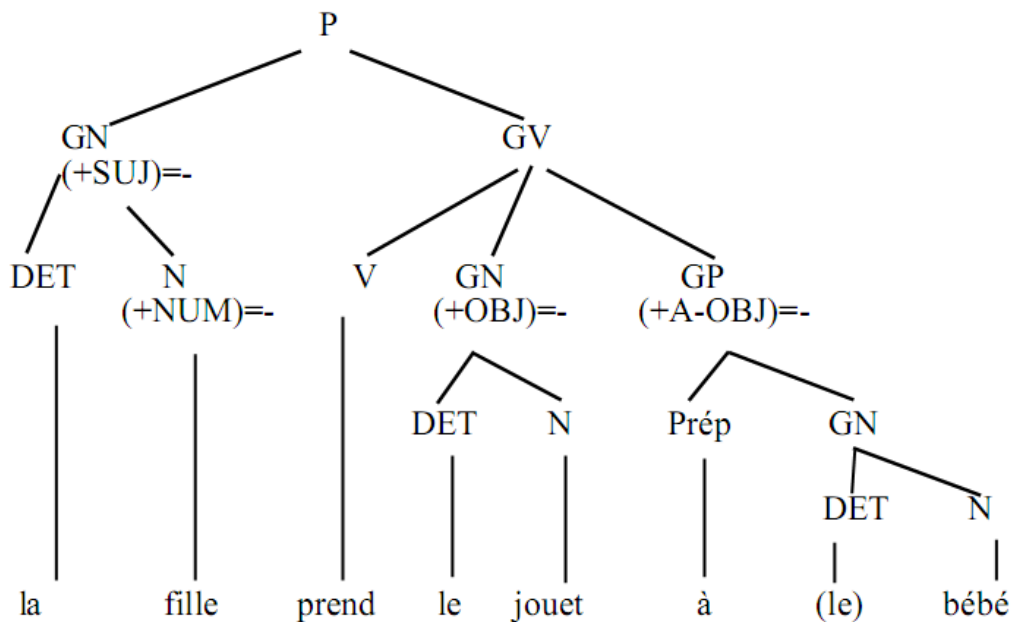 P
GN GV
(+SUJ)=-
DET N V GN GP
(+NUM)=- (+OBJ)=- (+A-OBJ)=-
DET N Prép GN
DET N
la fille prend le jouet à (le) bébé